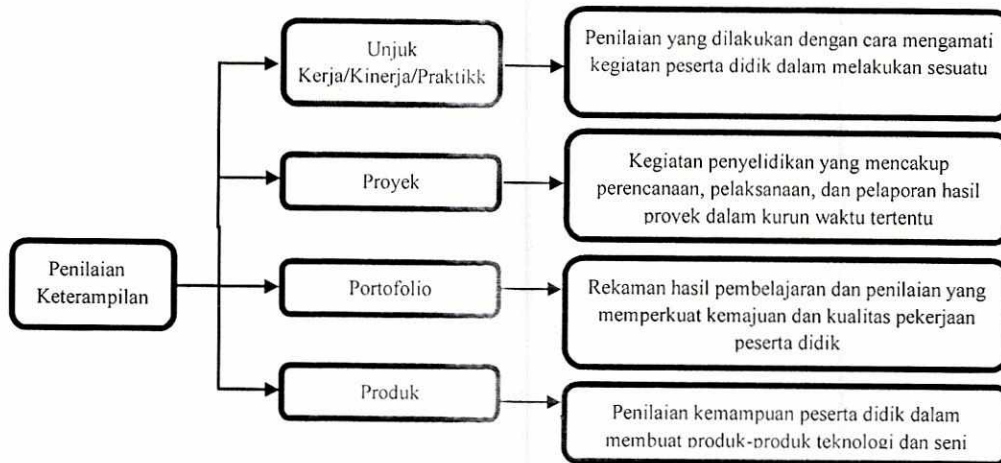 Unjuk
Kerja/Kinerja/Praktikk
Penilaian yang dilakukan dengan cara mengamati
kegiatan peserta didik dalam melakukan sesuatu
Proyek
Kegiatan penyelidikan yang mencakup
perencanaan, pelaksanaan, dan pelaporan hasil
proyek dalam kurun waktu tertentu
Penilaian
Keterampilan
Portofolio
Rekaman hasil pembelajaran dan penilaian yang
memperkuat kemajuan dan kualitas pekerjaan
peserta didik
Produk
Penilaian kemampuan peserta didik dalam
membuat produk-produk teknologi dan seni